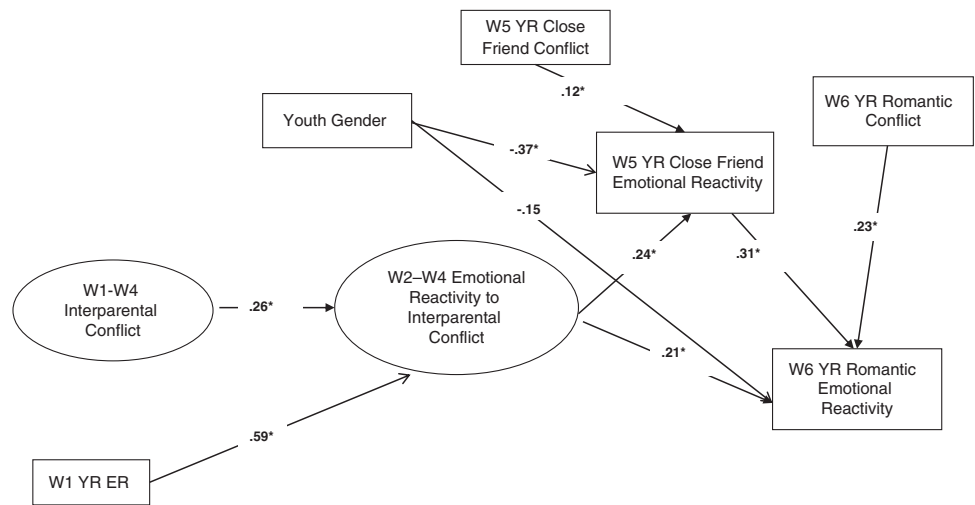 W5 YR Close
Friend Conflict
.12*
W6 YR Romantic
Conflict
Youth Gender
-.37*
W5 YR Close Friend
Emotional Reactivity
-.15
.23*
.24*
.31*
W1-W4
Interparental
Conflict
.26*
W2–W4 Emotional
Reactivity to
Interparental
Conflict
.21*
W6 YR Romantic
Emotional
Reactivity
.59*
W1 YR ER